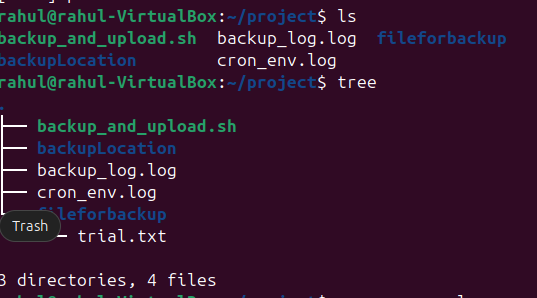 rahul@rahul-VirtualBox:~/project$ ls
backup_and_upload.sh backup_log.log fileforbackup
backupLocation cron_env.log
rahul@rahul-VirtualBox:~/project$ tree
.
├── backup_and_upload.sh
├── backupLocation
├── backup_log.log
├── cron_env.log
fileforbackup
Trash
── trial.txt
3 directories, 4 files